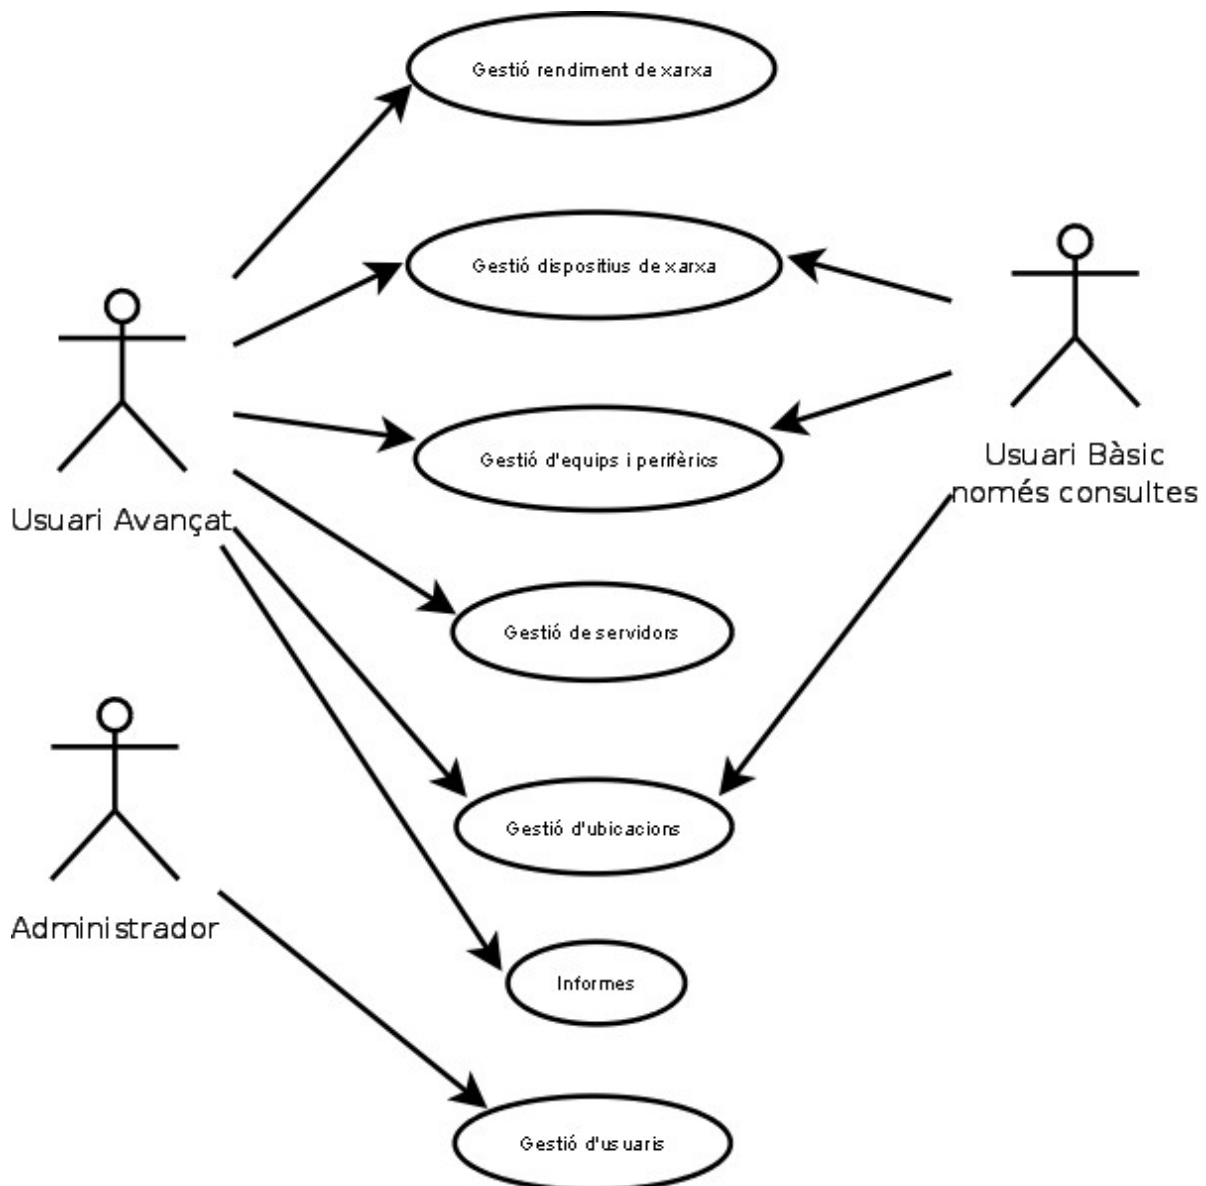 Gestió rendiment de xarxa
Gestió dispositius de xarxa
Gestió d'equips i perifèrics
Usuari Bàsic
només consultes
Usuari Avançat
Gestió de servidors
Gestió d'ubicacions
Administrador
Informes
Gestió d'usuaris